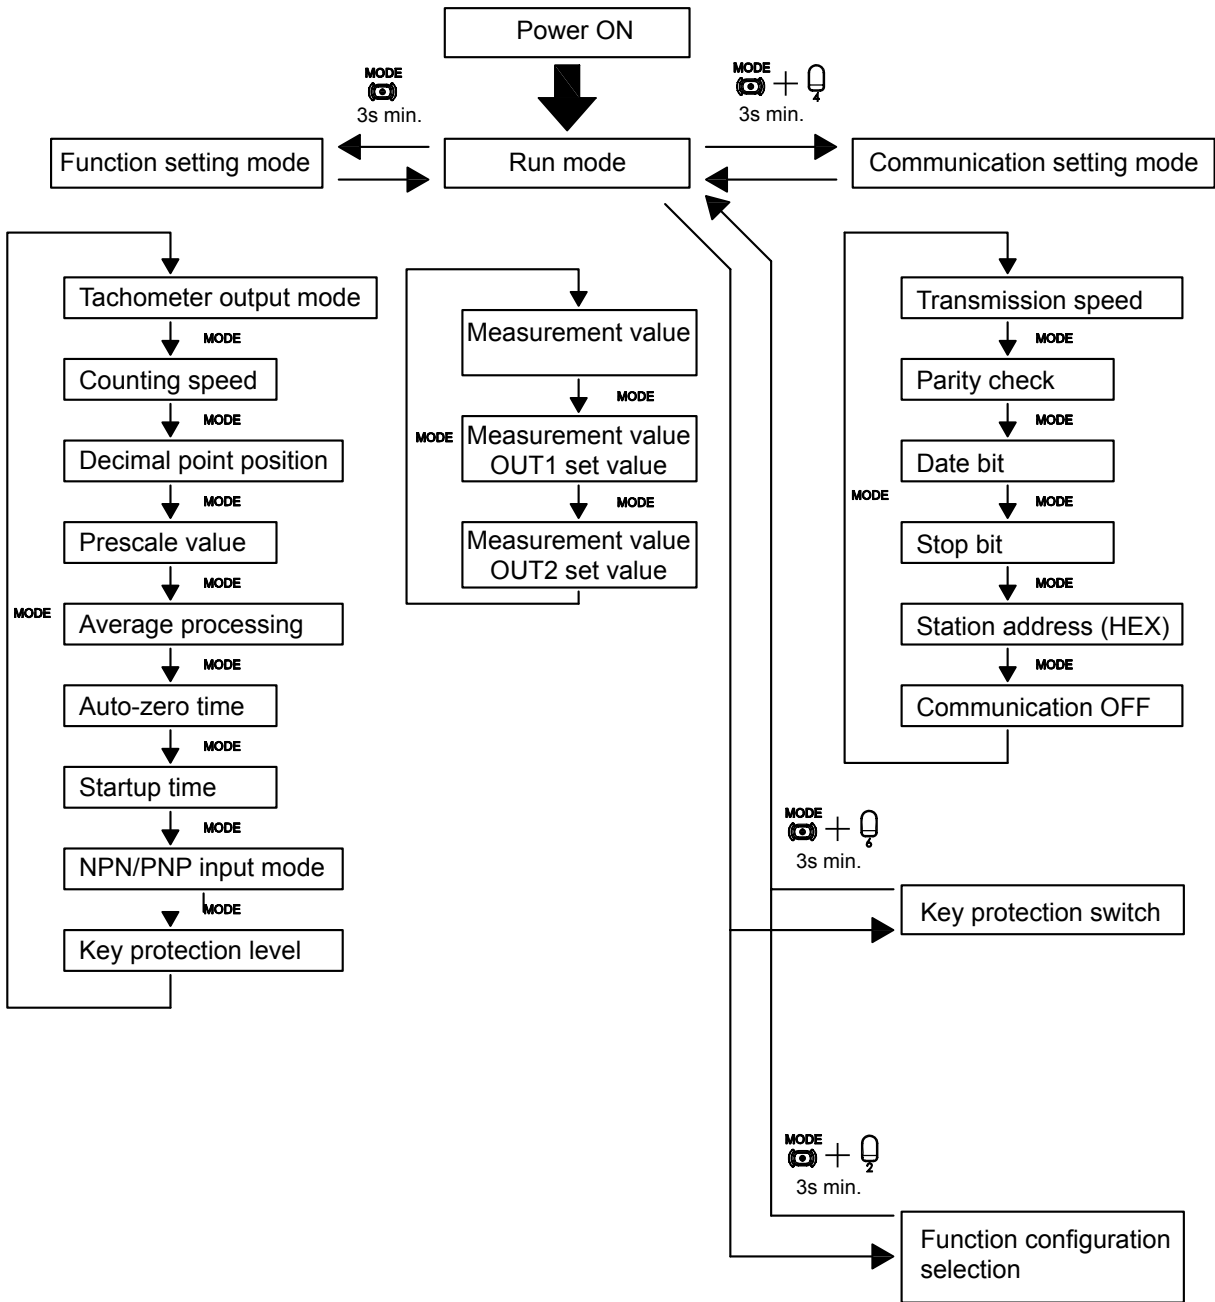 Power ON
MODE
3s min.
MODE
4
3s min.
Function setting mode
Run mode
Communication setting mode
Tachometer output mode
MODE
Counting speed
MODE
Decimal point position
MODE
Prescale value
MODE
MODE
Average processing
MODE
Auto-zero time
MODE
Startup time
MODE
NPN/PNP input mode
MODE
Key protection level
Measurement value
MODE
MODE
Measurement value
OUT1 set value
MODE
Measurement value
OUT2 set value
Transmission speed
MODE
Parity check
MODE
Date bit
MODE
MODE
Stop bit
MODE
Station address (HEX)
MODE
Communication OFF
MODE
6
3s min.
Key protection switch
MODE
2
3s min.
Function configuration
selection